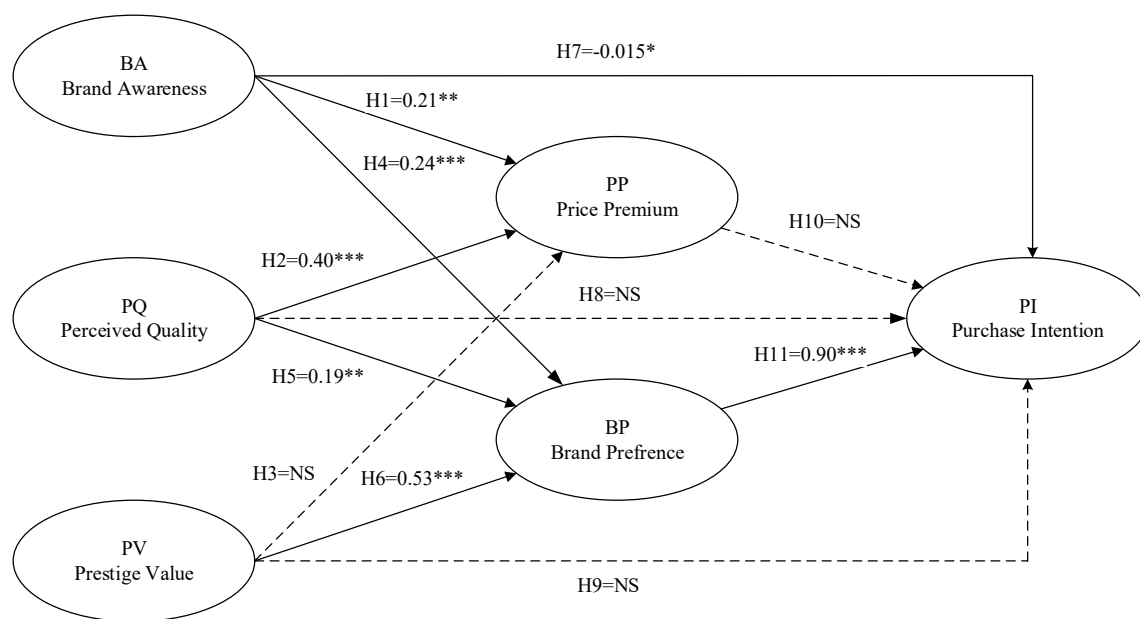 H7=-0.015*
BA
Brand Awareness
H1=0.21**
H4=0.24***
PP
Price Premium
H10=NS
H2=0.40***
H8=NS
PQ
Perceived Quality
PI
Purchase Intention
H11=0.90***
H5=0.19**
BP
Brand Prefrence
H3=NS
H6=0.53***
PV
Prestige Value
H9=NS